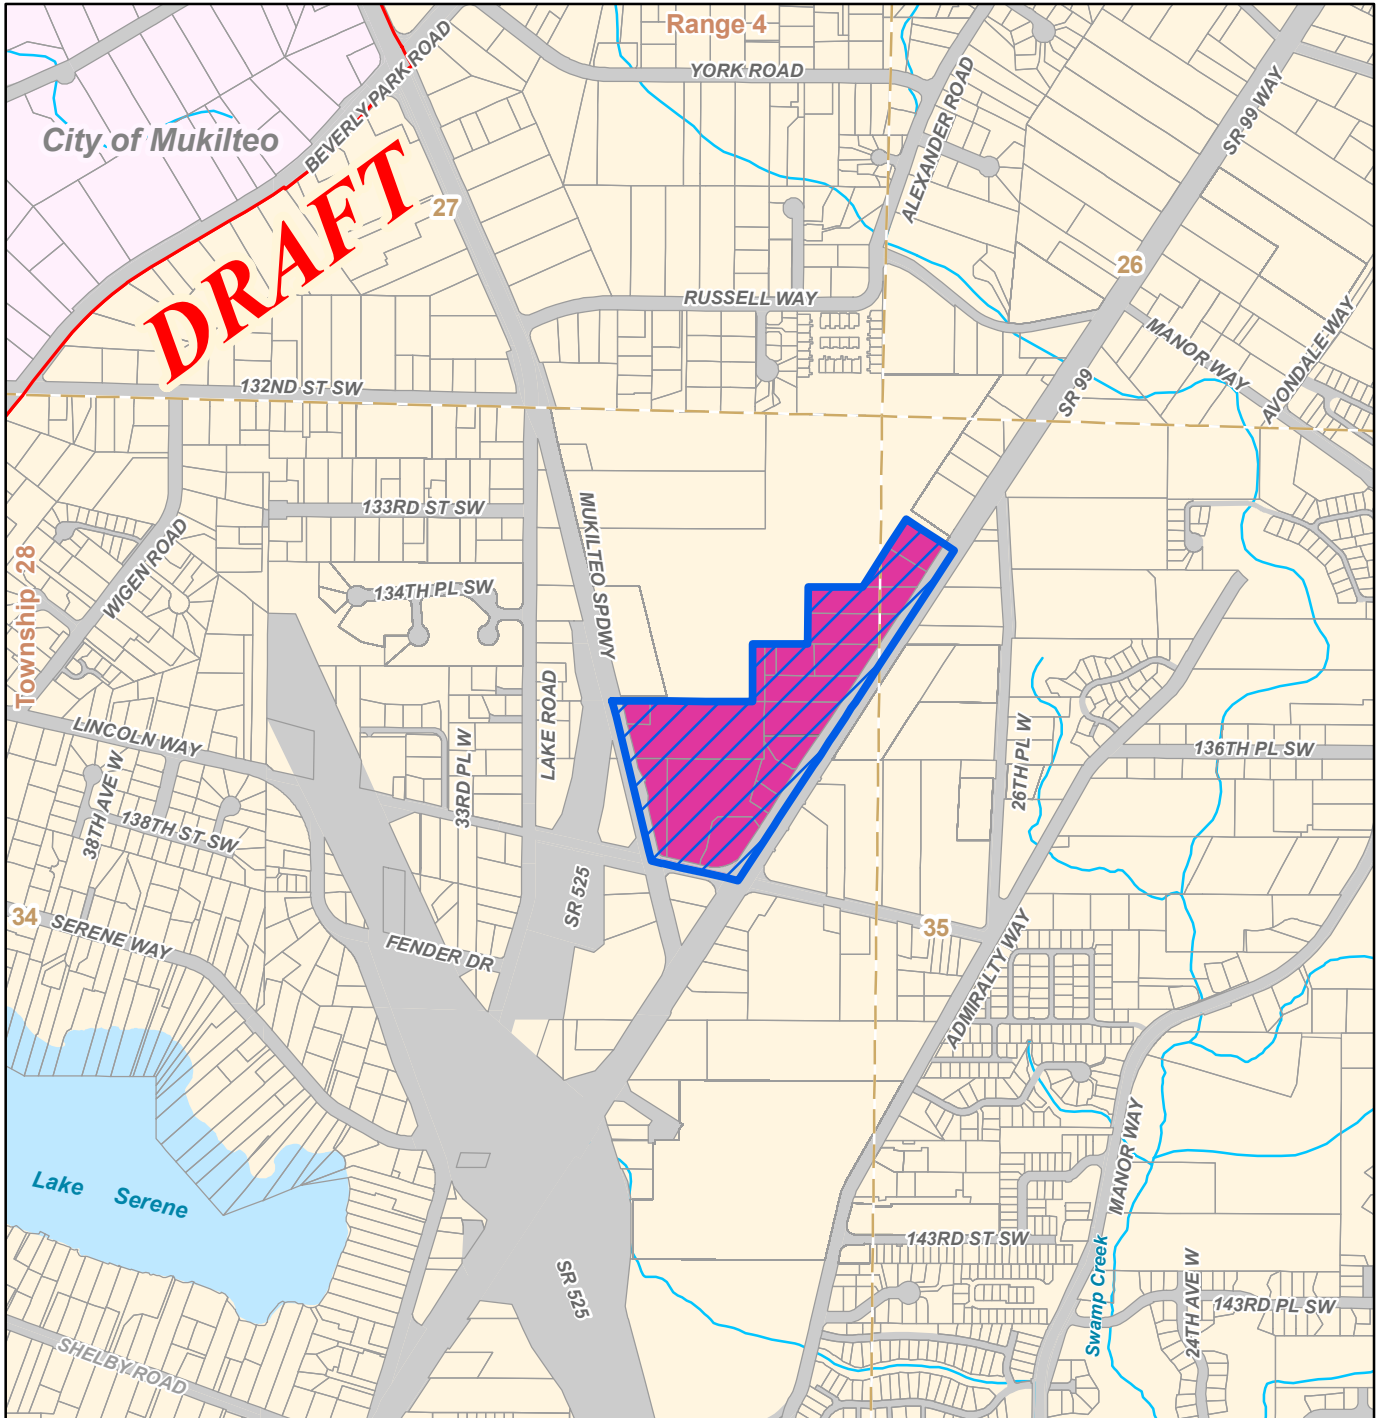 Range 4
YORK ROAD
BEVERLY PARK ROAD
City of Mukilteo
ALEXANDER ROAD
SR 99 WAY
DRAFT
27
26
RUSSELL WAY
MANOR WAY
AVONDALE WAY
132ND ST SW
SR 99
133RD ST SW
MUKILTEO SPDWY
WIGEN ROAD
134TH PL SW
Township 28
LAKE ROAD
LINCOLN WAY
33RD PL W
26TH PL W
136TH PL SW
38TH AVE W
138TH ST SW
SR 525
34
SERENE WAY
FENDER DR
35
ADMIRALTY WAY
Lake Serene
MANOR WAY
143RD ST SW
SR 525
Swamp Creek
24TH AVE W
143RD PL SW
SHELBY ROAD